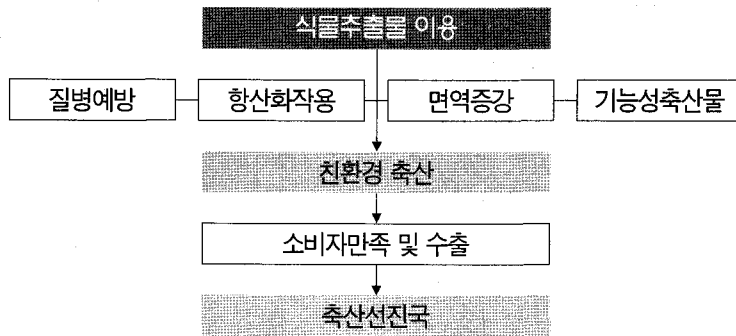 식물추출물 이용
질병예방 항산화작용 면역증강 기능성축산물
친환경 축산
소비자만족 및 수출
축산선진국